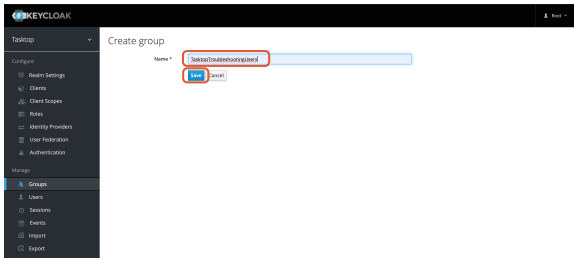 KEYCLOAK
Root
Tasktop
Create group
Name *
TasktopTroubleshootingUsers
Save
Cancel
Configure
Realm Settings
Clients
Client Scopes
Roles
Identity Providers
User Federation
Authentication
Manage
Groups
Users
Sessions
Events
Import
Export